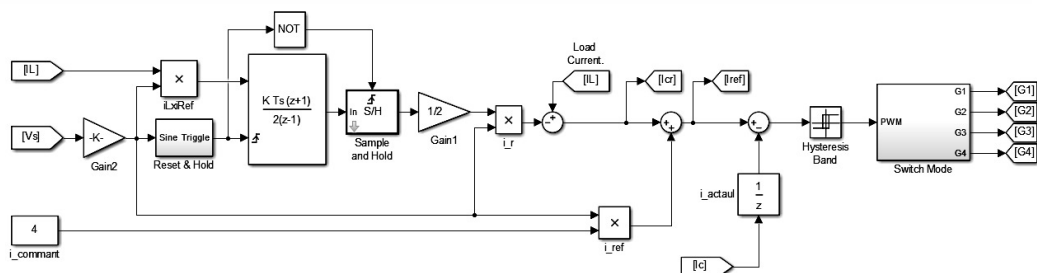 NOT
[IL]
iLxiRef
[Vs]
-K-
Gain2
Sine Triggle
Reset & Hold
K Ts (z+1)
2(z-1)
In
S/H
Sample
and Hold
1/2
Gain1
i_r
Load
Current.
[IL]
[Icr]
[Iref]
i_actaul
1
z
[Ic]
Hysteresis
Band
PWM
G1
G2
G3
G4
Switch Mode
[G1]
[G2]
[G3]
[G4]
4
i_commant
i_ref